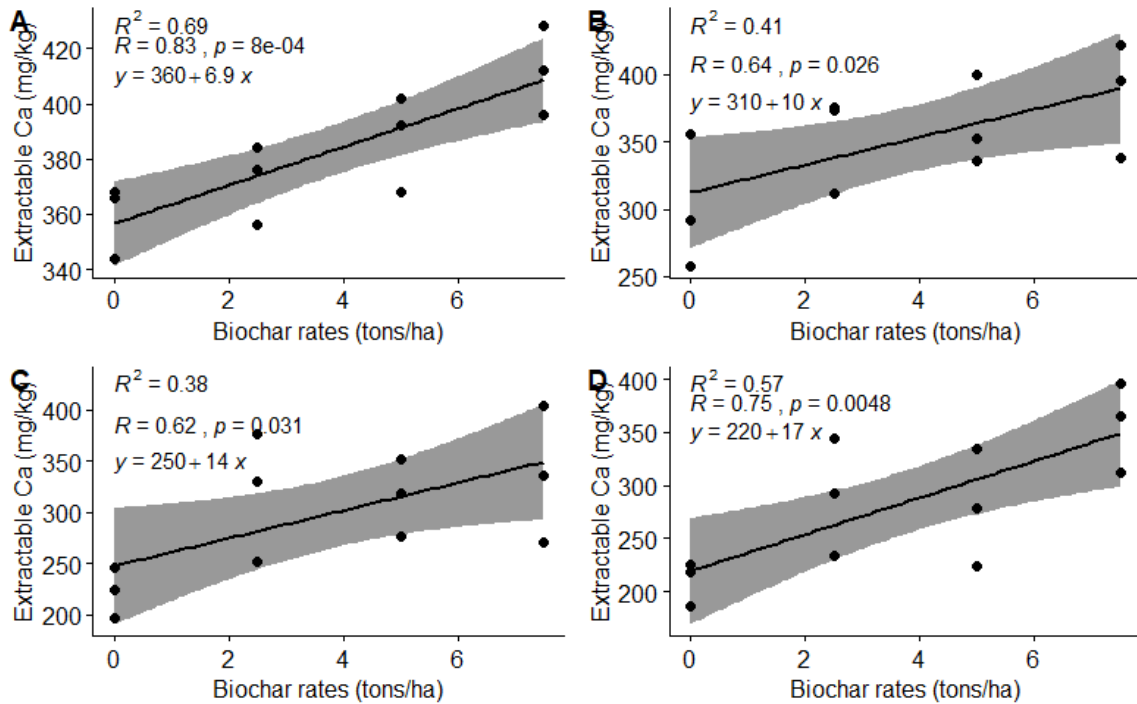 A
R² = 0.69
R = 0.83 , p = 8e-04
y = 360 + 6.9 x
Extractable Ca (mg/kg)
420
400
380
360
340
0 2 4 6
Biochar rates (tons/ha)
B
R² = 0.41
R = 0.64 , p = 0.026
y = 310 + 10 x
Extractable Ca (mg/kg)
400
350
300
250
0 2 4 6
Biochar rates (tons/ha)
C
R² = 0.38
R = 0.62 , p = 0.031
y = 250 + 14 x
Extractable Ca (mg/kg)
400
350
300
250
200
0 2 4 6
Biochar rates (tons/ha)
D
R² = 0.57
R = 0.75 , p = 0.0048
y = 220 + 17 x
Extractable Ca (mg/kg)
400
350
300
250
200
0 2 4 6
Biochar rates (tons/ha)